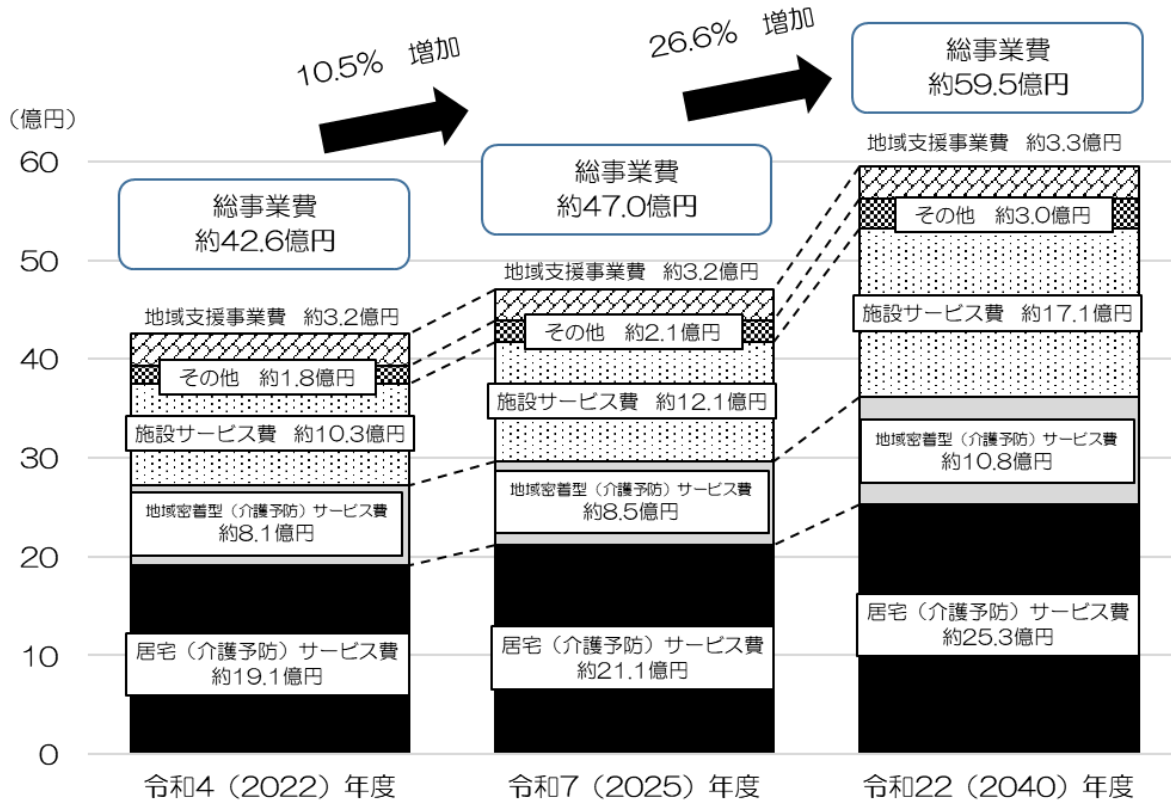 10.5% 増加
26.6% 増加
総事業費
約59.5億円
（億円）
総事業費
約47.0億円
総事業費
約42.6億円
60
50
40
30
20
10
0
地域支援事業費 約3.2億円
その他 約1.8億円
施設サービス費 約10.3億円
地域密着型（介護予防）サービス費
約8.1億円
居宅（介護予防）サービス費
約19.1億円
地域支援事業費 約3.2億円
その他 約2.1億円
施設サービス費 約12.1億円
地域密着型（介護予防）サービス費
約8.5億円
居宅（介護予防）サービス費
約21.1億円
地域支援事業費 約3.3億円
その他 約3.0億円
施設サービス費 約17.1億円
地域密着型（介護予防）サービス費
約10.8億円
居宅（介護予防）サービス費
約25.3億円
令和4（2022）年度
令和7（2025）年度
令和22（2040）年度